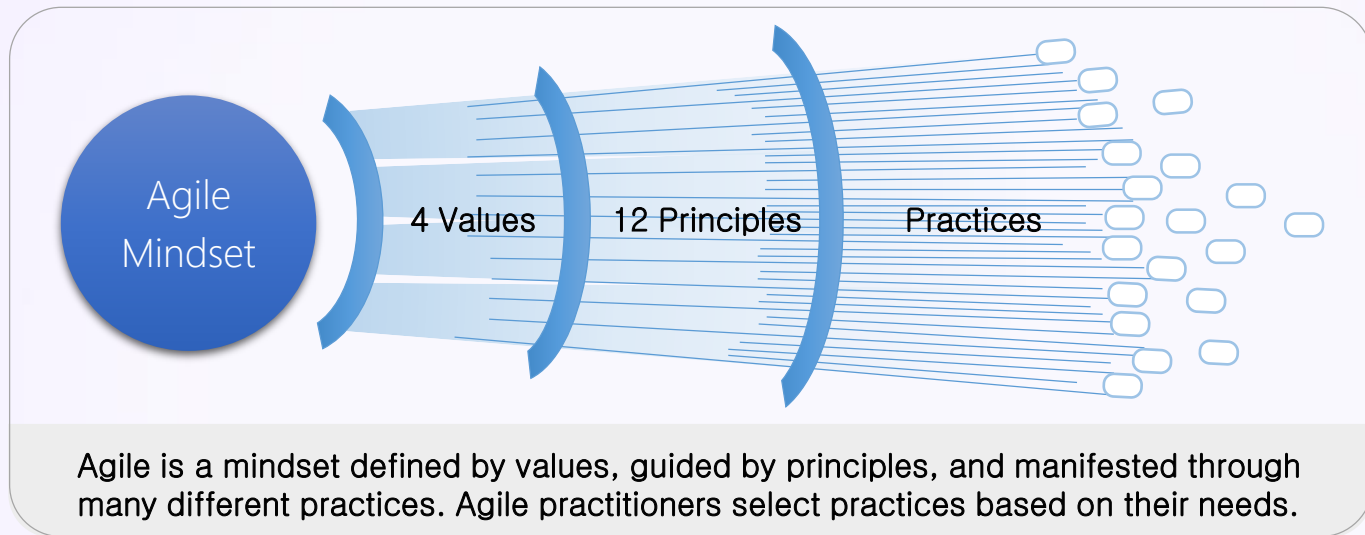 Agile
Mindset
4 Values
12 Principles
Practices
Agile is a mindset defined by values, guided by principles, and manifested through
many different practices. Agile practitioners select practices based on their needs.